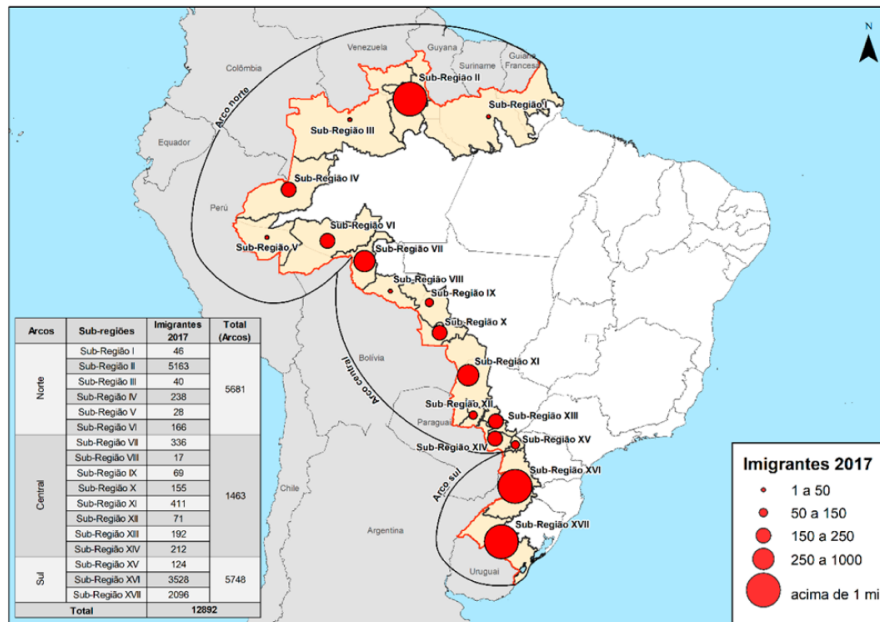 N
Venezuela
Guyana
Suriname
Guiana
Francesa
Colômbia
Equador
Perú
Bolívia
Paraguai
Chile
Argentina
Uruguai
Arco norte
Arco central
Arco sul
Sub-Região II
Sub-Região I
Sub-Região III
Sub-Região IV
Sub-Região VI
Sub-Região V
Sub-Região VII
Sub-Região VIII
Sub-Região IX
Sub-Região X
Sub-Região XI
Sub-Região XII
Sub-Região XIII
Sub-Região XIV
Sub-Região XV
Sub-Região XVI
Sub-Região XVII
Arcos Sub-regiões Imigrantes 2017 Total (Arcos)
Norte
Sub-Região I 46
Sub-Região II 5163
Sub-Região III 40
Sub-Região IV 238
Sub-Região V 28
Sub-Região VI 166
5681
Central
Sub-Região VII 336
Sub-Região VIII 17
Sub-Região IX 69
Sub-Região X 155
Sub-Região XI 411
Sub-Região XII 71
Sub-Região XIII 192
Sub-Região XIV 212
1463
Sul
Sub-Região XV 124
Sub-Região XVI 3528
Sub-Região XVII 2096
5748
Total 12892
Imigrantes 2017
1 a 50
50 a 150
150 a 250
250 a 1000
acima de 1 mi